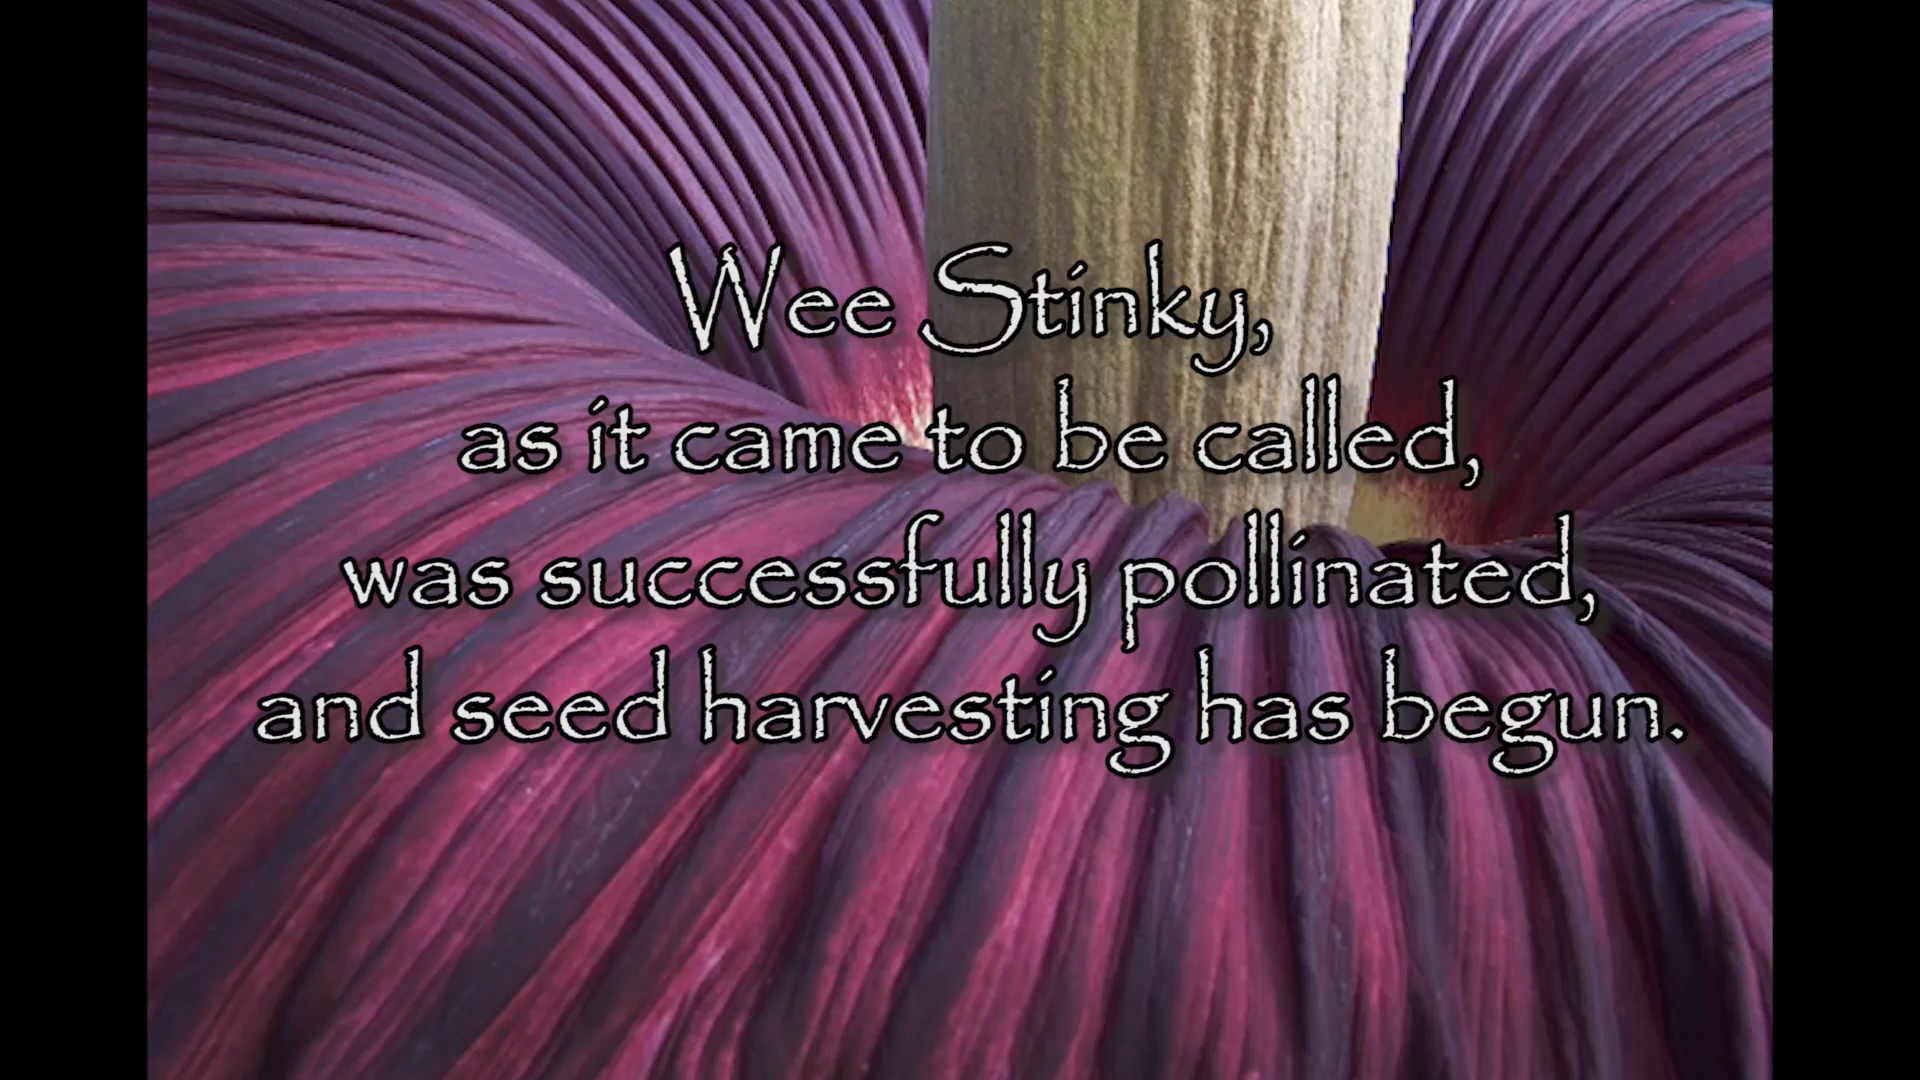 Wee Stinky,
as it came to be called,
was successfully pollinated,
and seed harvesting has begun.